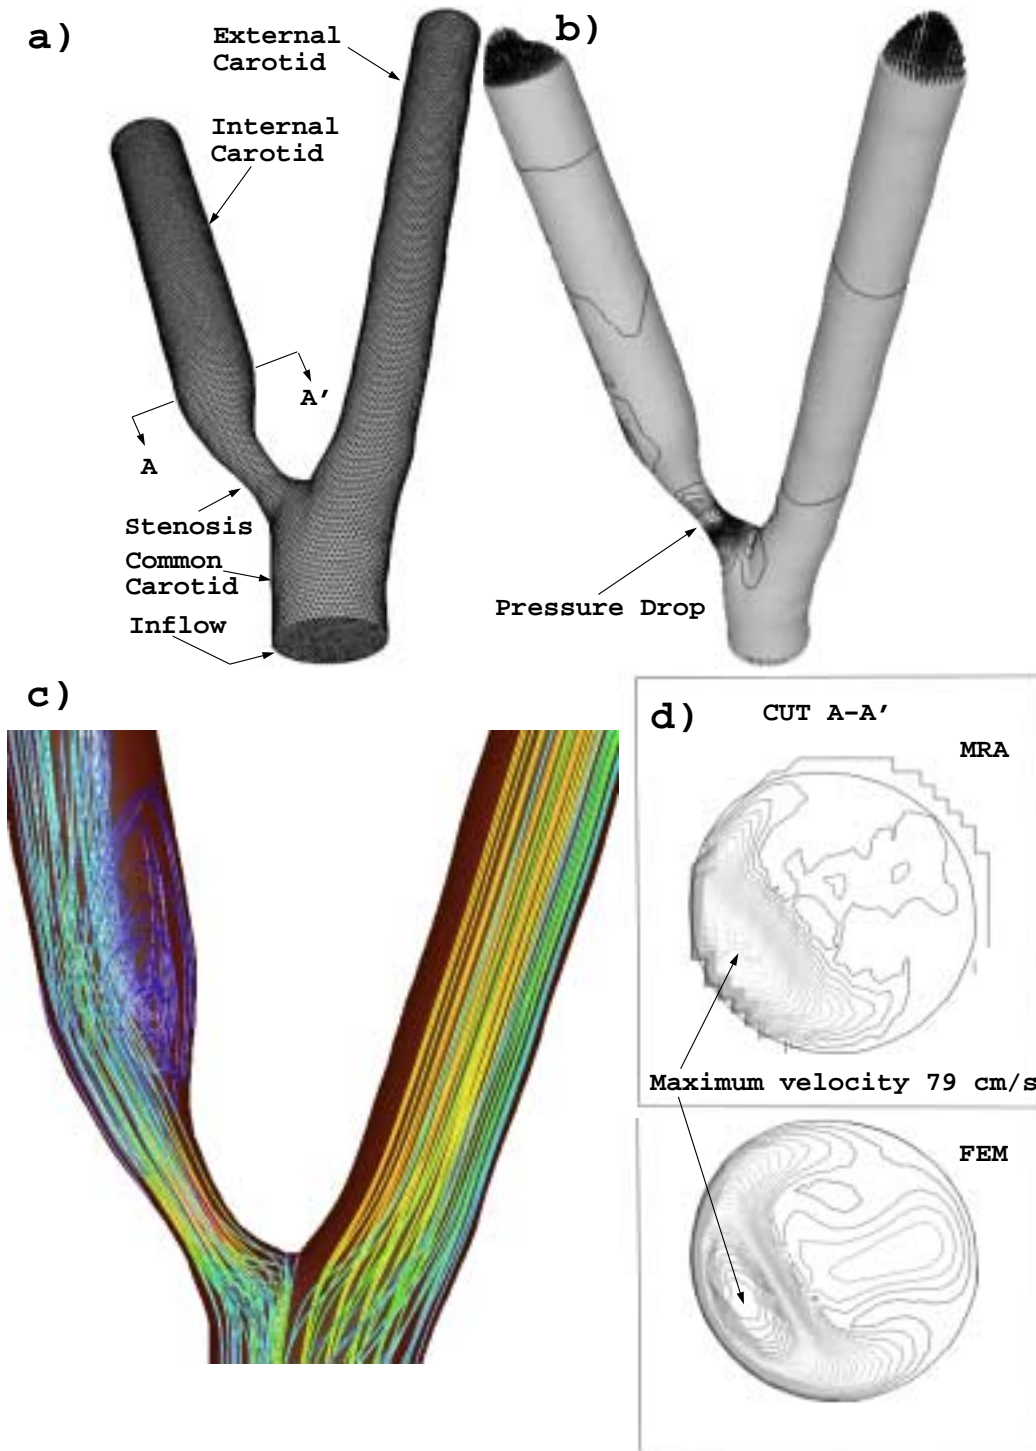 a)
External
Carotid
Internal
Carotid
A'
A
Stenosis
Common
Carotid
Inflow
b)
Pressure Drop
c)
d)
CUT A-A'
MRA
Maximum velocity 79 cm/s
FEM